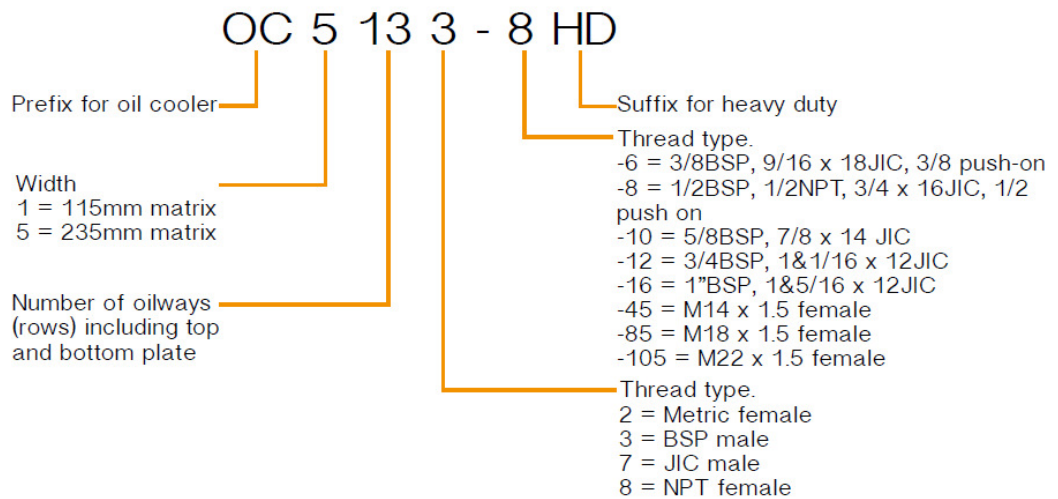 OC 5 13 3 - 8 HD
Prefix for oil cooler
Width
1 = 115mm matrix
5 = 235mm matrix
Number of oilways
(rows) including top
and bottom plate
Suffix for heavy duty
Thread type.
-6 = 3/8BSP, 9/16 x 18JIC, 3/8 push-on
-8 = 1/2BSP, 1/2NPT, 3/4 x 16JIC, 1/2
push on
-10 = 5/8BSP, 7/8 x 14 JIC
-12 = 3/4BSP, 1&1/16 x 12JIC
-16 = 1”BSP, 1&5/16 x 12JIC
-45 = M14 x 1.5 female
-85 = M18 x 1.5 female
-105 = M22 x 1.5 female
Thread type.
2 = Metric female
3 = BSP male
7 = JIC male
8 = NPT female